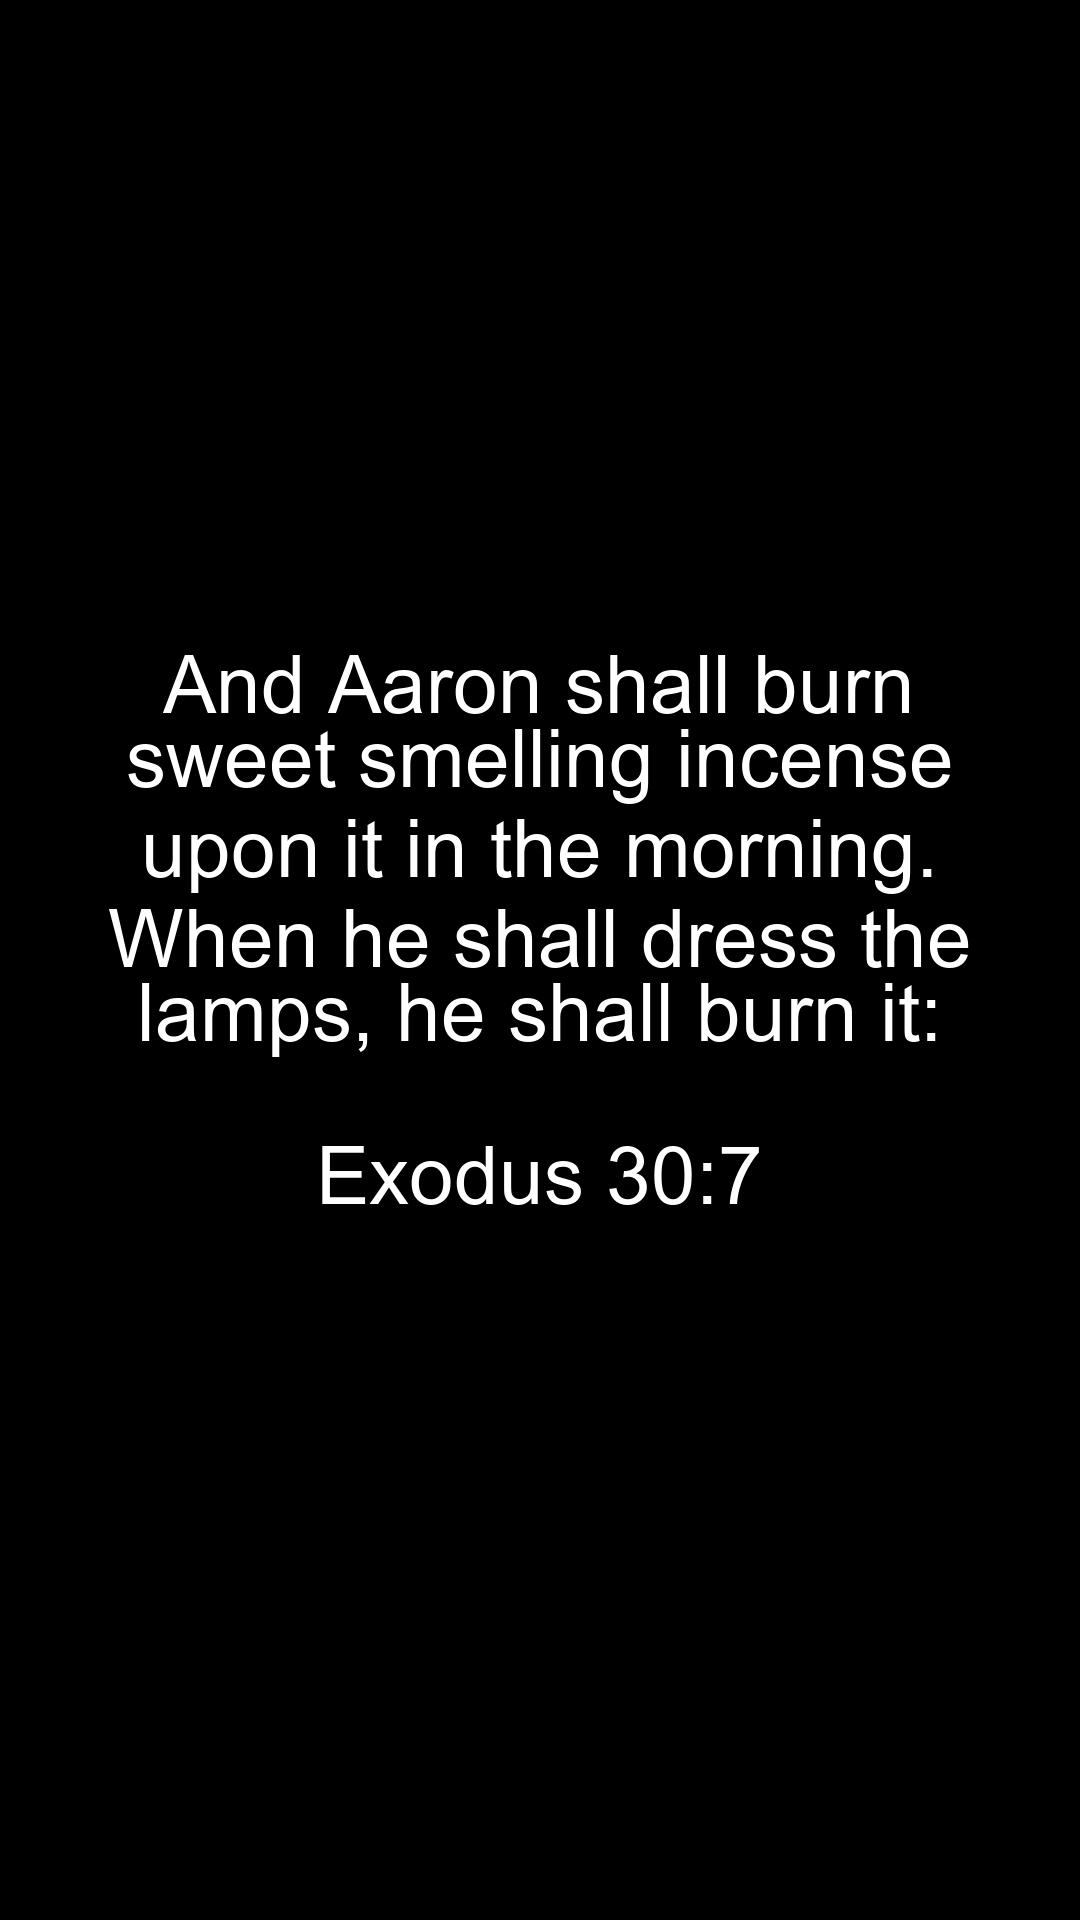 And Aaron shall burn
sweet smelling incense
upon it in the morning.
When he shall dress the
lamps, he shall burn it:
Exodus 30:7